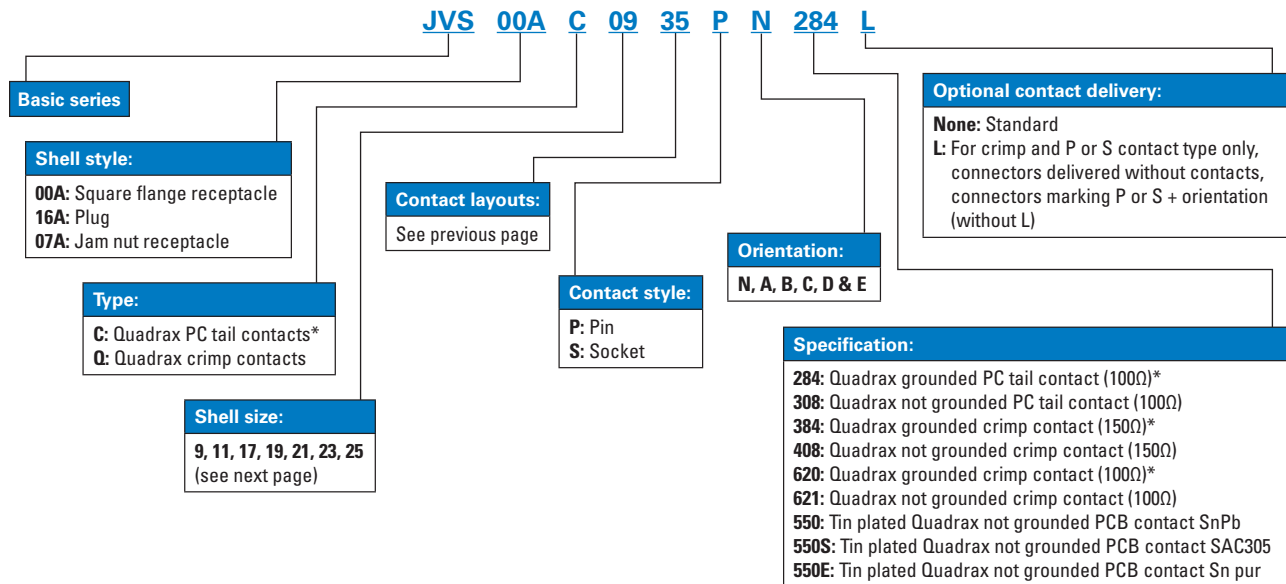 JVS 00A C 09 35 P N 284 L
Basic series
Shell style:
00A: Square flange receptacle
16A: Plug
07A: Jam nut receptacle
Type:
C: Quadrax PC tail contacts*
Q: Quadrax crimp contacts
Shell size:
9, 11, 17, 19, 21, 23, 25
(see next page)
Contact layouts:
See previous page
Contact style:
P: Pin
S: Socket
Orientation:
N, A, B, C, D & E
Optional contact delivery:
None: Standard
L: For crimp and P or S contact type only,
connectors delivered without contacts,
connectors marking P or S + orientation
(without L)
Specification:
284: Quadrax grounded PC tail contact (100Ω)*
308: Quadrax not grounded PC tail contact (100Ω)
384: Quadrax grounded crimp contact (150Ω)*
408: Quadrax not grounded crimp contact (150Ω)
620: Quadrax grounded crimp contact (100Ω)*
621: Quadrax not grounded crimp contact (100Ω)
550: Tin plated Quadrax not grounded PCB contact SnPb
550S: Tin plated Quadrax not grounded PCB contact SAC305
550E: Tin plated Quadrax not grounded PCB contact Sn pur